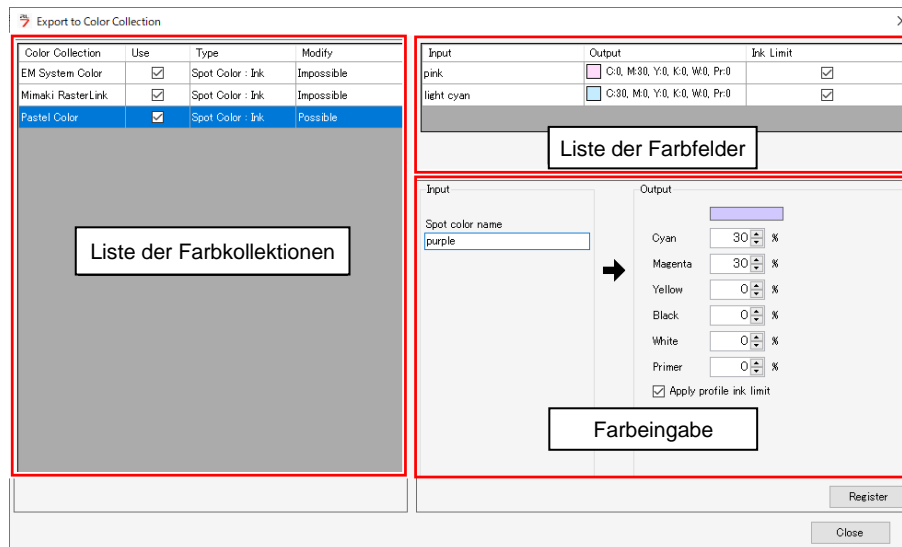 Export to Color Collection
Color Collection Use Type Modify
EM System Color Spot Color : Ink Impossible
Mimaki RasterLink Spot Color : Ink Impossible
Pastel Color Spot Color : Ink Possible
Liste der Farbkollektionen
Input Output Ink Limit
pink C:0, M:30, Y:0, K:0, W:0, Pr:0
light cyan C:30, M:0, Y:0, K:0, W:0, Pr:0
Liste der Farbfelder
Input
Spot color name
purple
Output
Cyan 30 %
Magenta 30 %
Yellow 0 %
Black 0 %
White 0 %
Primer 0 %
Apply profile ink limit
Farbeingabe
Register
Close